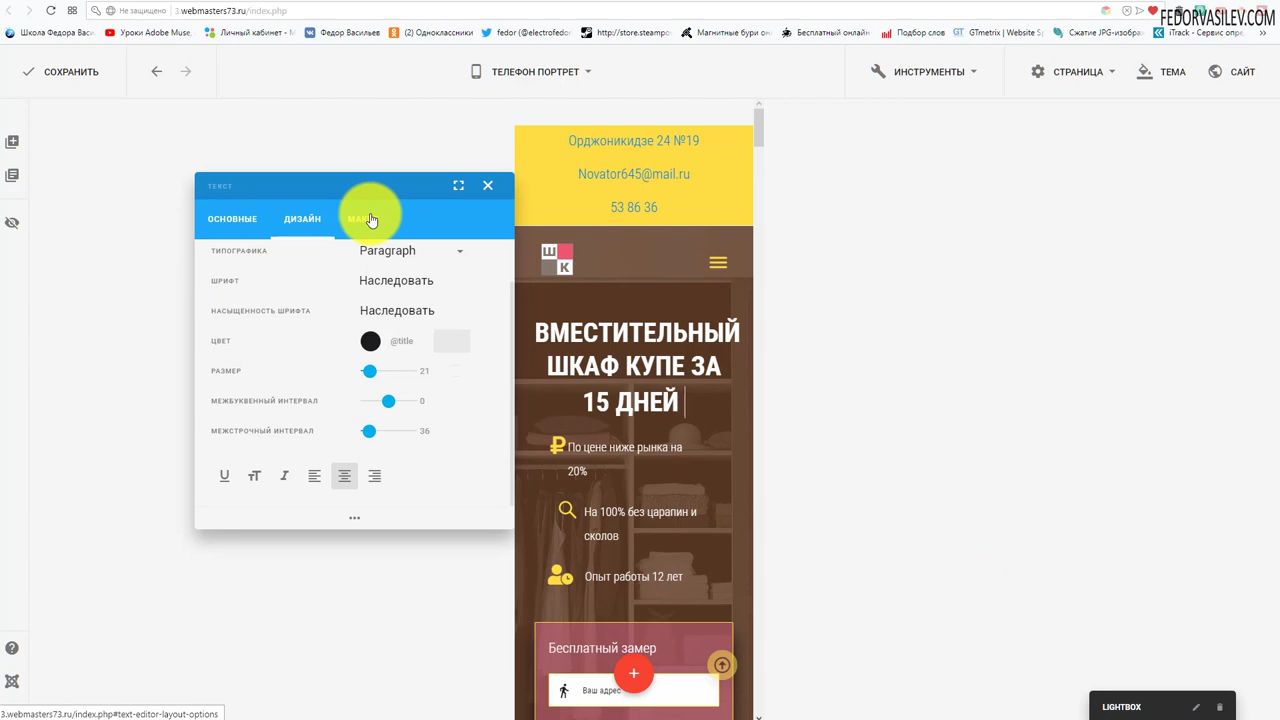 FEDORVASILEV.COM
Не защищено
3.webmasters73.ru/index.php
Школа Федора Васи
Уроки Adobe Muse,
Личный кабинет - М
Федор Васильев
(2) Одноклассники
fedor (@electrofedor
http://store.steampov
Магнитные бури он
Бесплатный онлайн
Подбор слов
GTmetrix | Website Sp
Сжатие JPG-изображ
iTrack - Сервис опре
СОХРАНИТЬ
ТЕЛЕФОН ПОРТРЕТ
ИНСТРУМЕНТЫ
СТРАНИЦА
ТЕМА
САЙТ
Орджоникидзе 24 №19
Novator645@mail.ru
53 86 36
ТЕКСТ
ОСНОВНЫЕ
ДИЗАЙН
ТИПОГРАФИКА
Paragraph
ШРИФТ
Наследовать
НАСЫЩЕННОСТЬ ШРИФТА
Наследовать
ЦВЕТ
@title
РАЗМЕР
21
МЕЖБУКВЕННЫЙ ИНТЕРВАЛ
0
МЕЖСТРОЧНЫЙ ИНТЕРВАЛ
36
Ш
К
ВМЕСТИТЕЛЬНЫЙ
ШКАФ КУПЕ ЗА
15 ДНЕЙ
По цене ниже рынка на
20%
На 100% без царапин и
сколов
Опыт работы 12 лет
Бесплатный замер
Ваш адрес
LIGHTBOX
3.webmasters73.ru/index.php#text-editor-layout-options